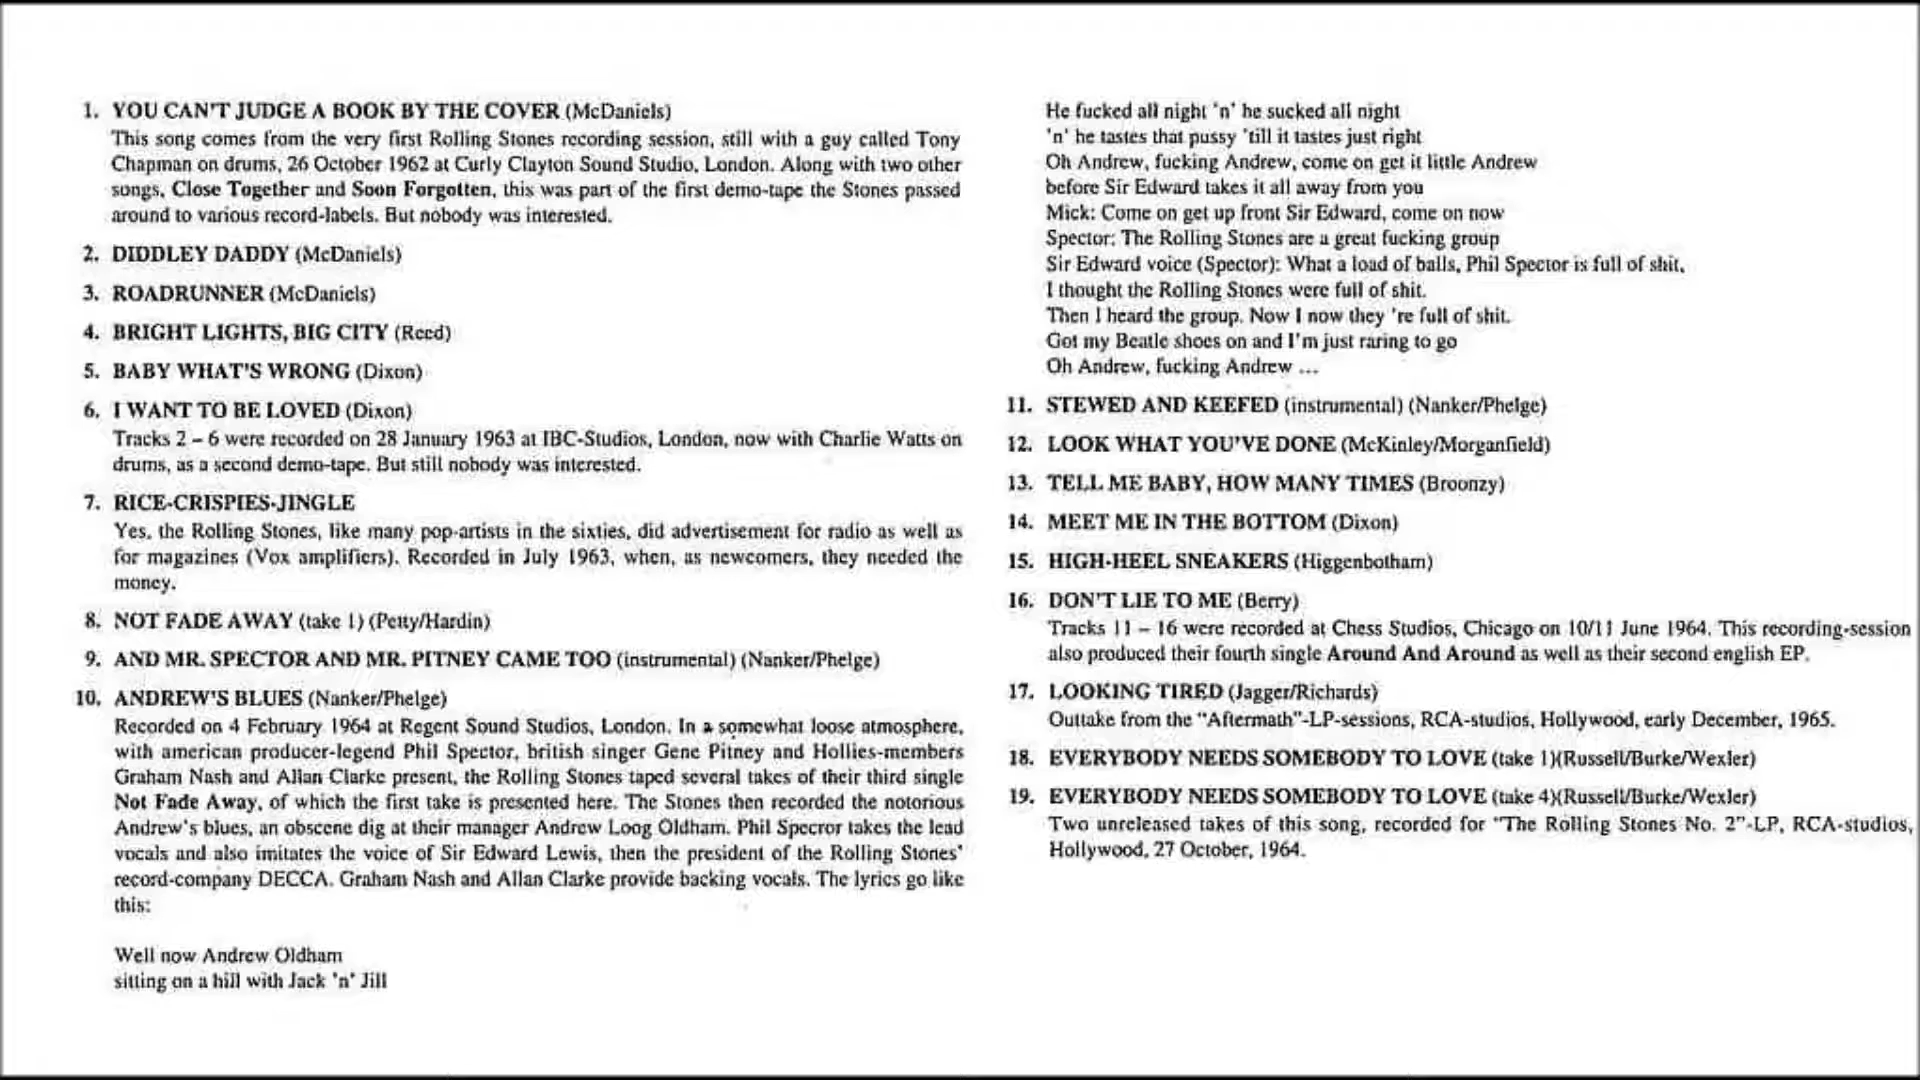 1. YOU CAN'T JUDGE A BOOK BY THE COVER (McDaniels)
This song comes from the very first Rolling Stones recording session, still with a guy called Tony
Chapman on drums, 26 October 1962 at Curly Clayton Sound Studio, London. Along with two other
songs, Close Together and Soon Forgotten, this was part of the first demo-tape the Stones passed
around to various record-labels. But nobody was interested.
2. DIDDLEY DADDY (McDaniels)
3. ROADRUNNER (McDaniels)
4. BRIGHT LIGHTS, BIG CITY (Reed)
5. BABY WHAT'S WRONG (Dixon)
6. I WANT TO BE LOVED (Dixon)
Tracks 2 – 6 were recorded on 28 January 1963 at IBC-Studios, London, now with Charlie Watts on
drums, as a second demo-tape. But still nobody was interested.
7. RICE-CRISPIES-JINGLE
Yes, the Rolling Stones, like many pop-artists in the sixties, did advertisement for radio as well as
for magazines (Vox amplifiers). Recorded in July 1963, when, as newcomers, they needed the
money.
8. NOT FADE AWAY (take 1) (Petty/Hardin)
9. AND MR. SPECTOR AND MR. PITNEY CAME TOO (instrumental) (Nanker/Phelge)
10. ANDREW'S BLUES (Nanker/Phelge)
Recorded on 4 February 1964 at Regent Sound Studios, London. In a somewhat loose atmosphere,
with american producer-legend Phil Spector, british singer Gene Pitney and Hollies-members
Graham Nash and Allan Clarke present, the Rolling Stones taped several takes of their third single
Not Fade Away, of which the first take is presented here. The Stones then recorded the notorious
Andrew's blues, an obscene dig at their manager Andrew Loog Oldham. Phil Specror takes the lead
vocals and also imitates the voice of Sir Edward Lewis, then the president of the Rolling Stones'
record-company DECCA. Graham Nash and Allan Clarke provide backing vocals. The lyrics go like
this:
Well now Andrew Oldham
sitting on a hill with Jack 'n' Jill
He fucked all night 'n' he sucked all night
'n' he tastes that pussy 'till it tastes just right
Oh Andrew, fucking Andrew, come on get it little Andrew
before Sir Edward takes it all away from you
Mick: Come on get up front Sir Edward, come on now
Spector: The Rolling Stones are a great fucking group
Sir Edward voice (Spector): What a load of balls, Phil Spector is full of shit,
I thought the Rolling Stones were full of shit.
Then I heard the group. Now I now they 're full of shit.
Got my Beatle shoes on and I'm just raring to go
Oh Andrew, fucking Andrew ...
11. STEWED AND KEEFED (instrumental) (Nanker/Phelge)
12. LOOK WHAT YOU'VE DONE (McKinley/Morganfield)
13. TELL ME BABY, HOW MANY TIMES (Broonzy)
14. MEET ME IN THE BOTTOM (Dixon)
15. HIGH-HEEL SNEAKERS (Higgenbotham)
16. DON'T LIE TO ME (Berry)
Tracks 11 – 16 were recorded at Chess Studios, Chicago on 10/11 June 1964. This recording-session
also produced their fourth single Around And Around as well as their second english EP.
17. LOOKING TIRED (Jagger/Richards)
Outtake from the "Aftermath"-LP-sessions, RCA-studios, Hollywood, early December, 1965.
18. EVERYBODY NEEDS SOMEBODY TO LOVE (take 1)(Russell/Burke/Wexler)
19. EVERYBODY NEEDS SOMEBODY TO LOVE (take 4)(Russell/Burke/Wexler)
Two unreleased takes of this song, recorded for "The Rolling Stones No. 2"-LP, RCA-studios,
Hollywood, 27 October, 1964.